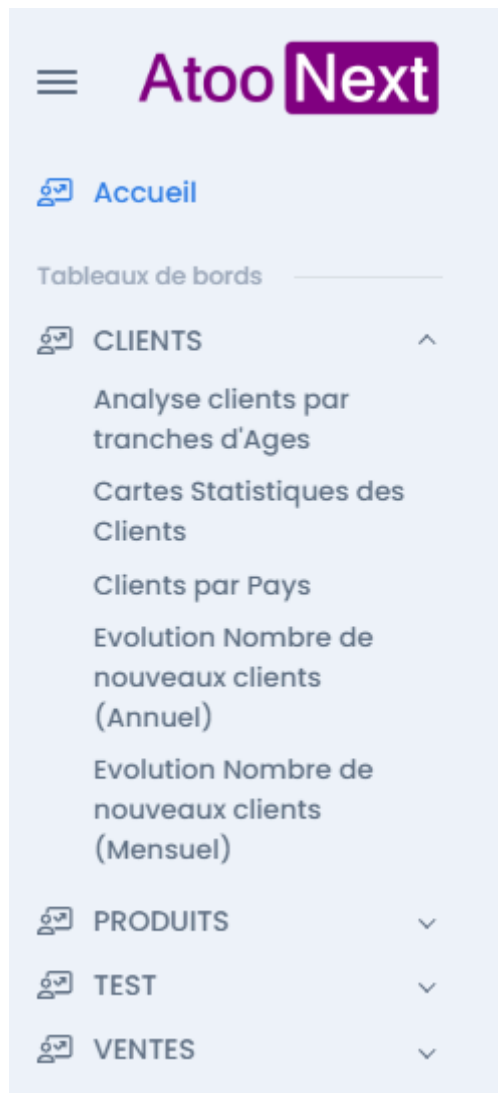 Atoo Next
Accueil
Tableaux de bords
CLIENTS
Analyse clients par
tranches d'Ages
Cartes Statistiques des
Clients
Clients par Pays
Evolution Nombre de
nouveaux clients
(Annuel)
Evolution Nombre de
nouveaux clients
(Mensuel)
PRODUITS
TEST
VENTES